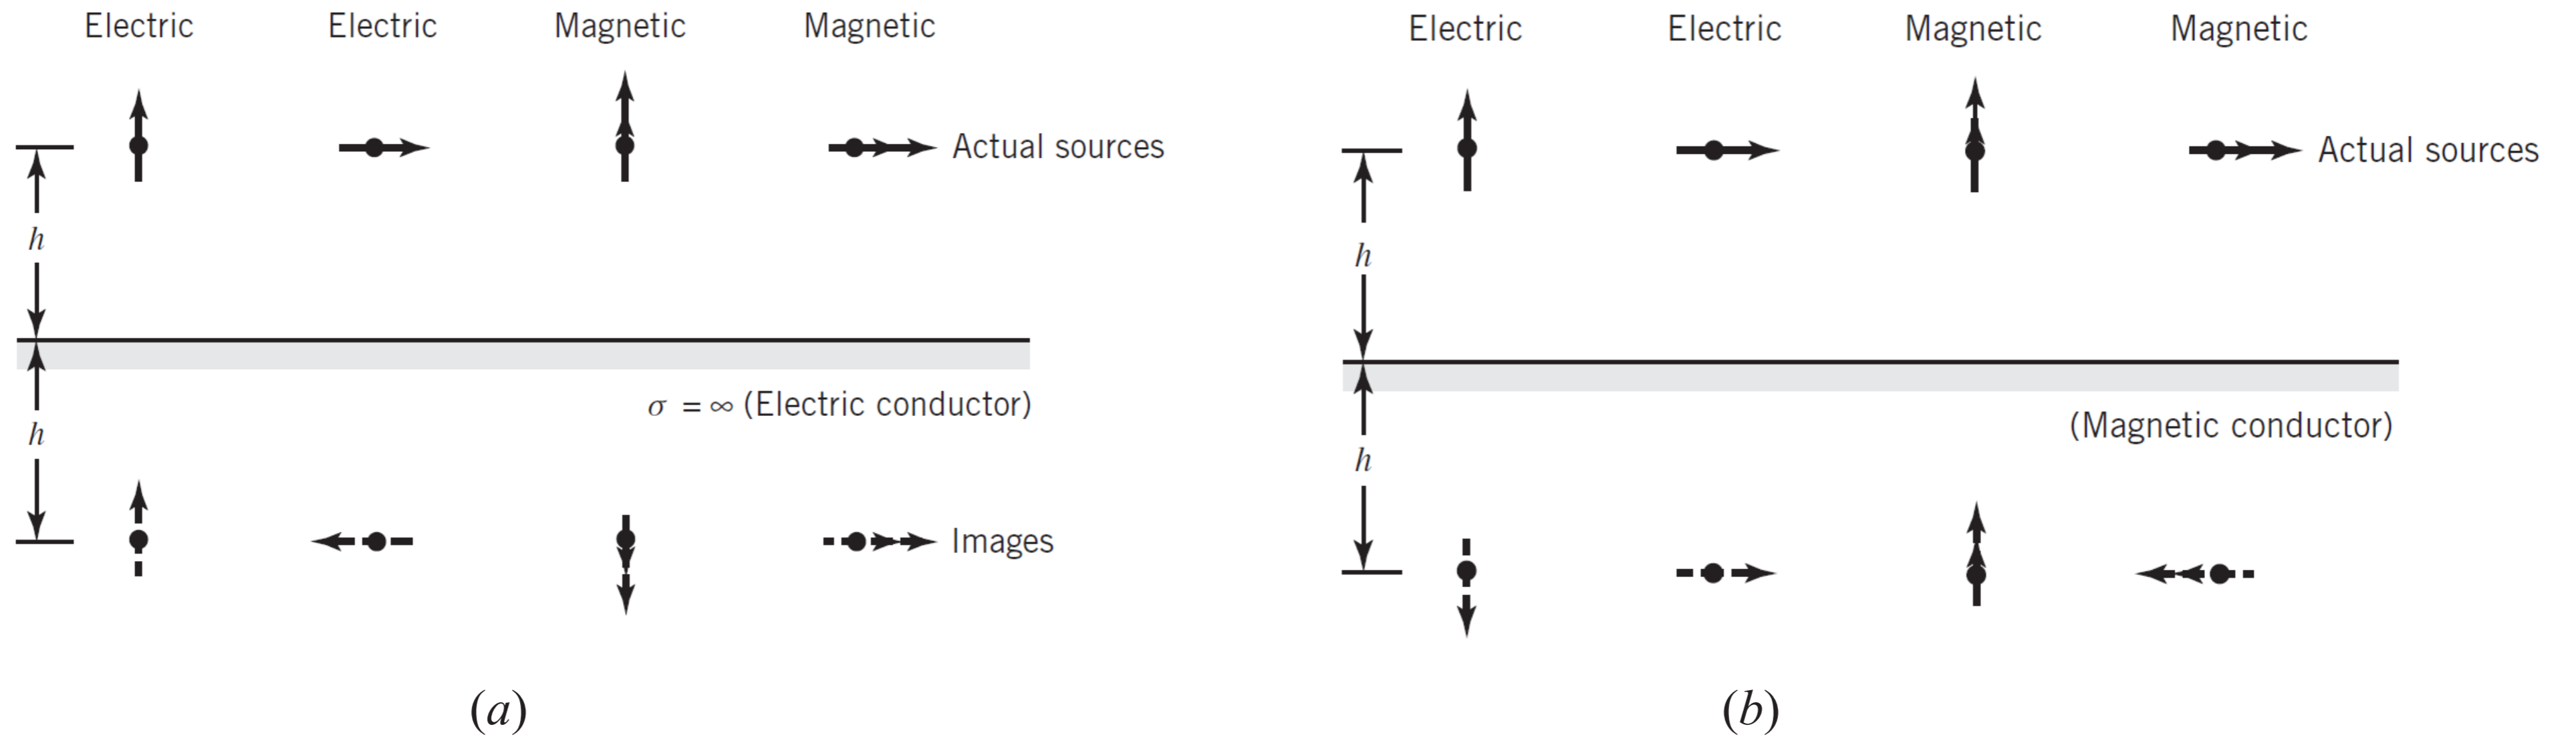 Electric Electric Magnetic Magnetic
Actual sources
h
σ = ∞ (Electric conductor)
h
Images
(a)
Electric Electric Magnetic Magnetic
Actual sources
h
(Magnetic conductor)
h
(b)